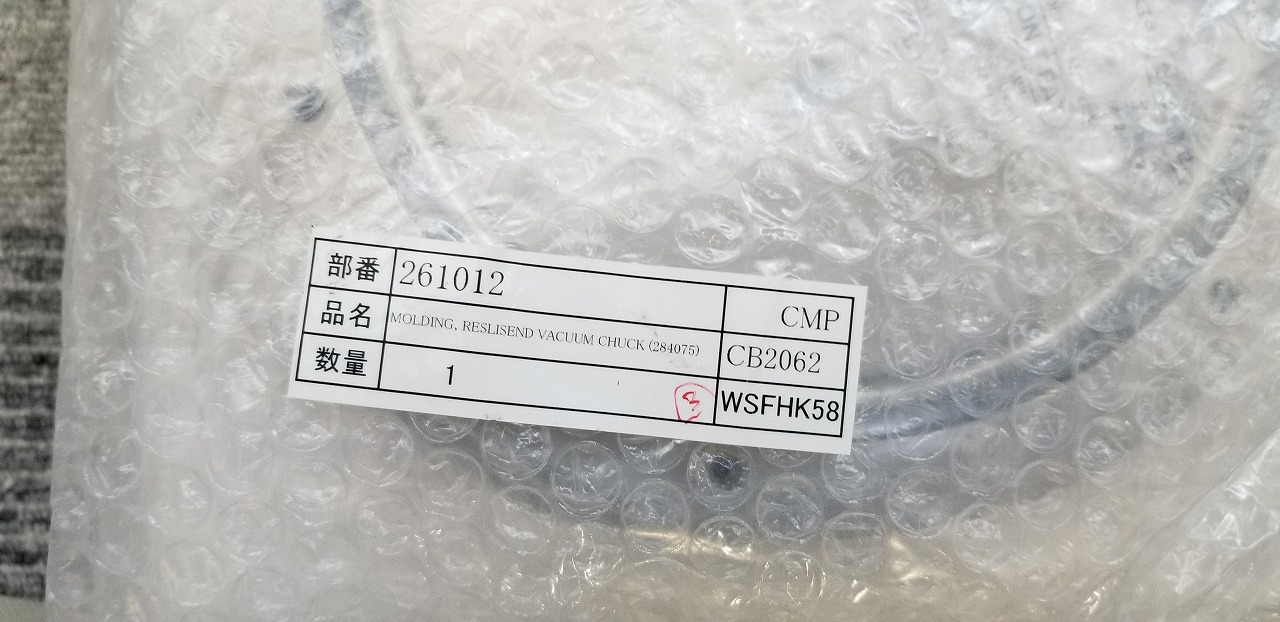 部番 261012 CMP
品名 MOLDING, RESLISEND VACUUM CHUCK (284075) CB2062
数量 1 3 WSFHK58